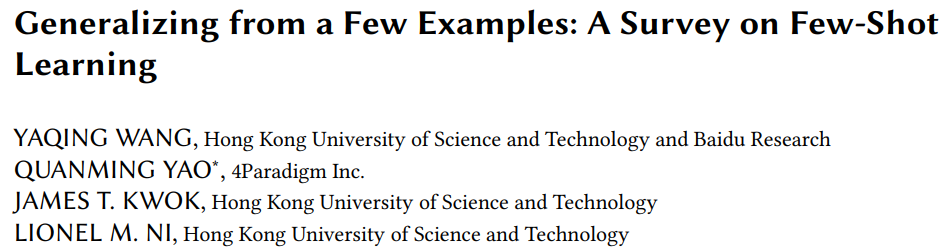 Generalizing from a Few Examples: A Survey on Few-Shot
Learning
YAQING WANG, Hong Kong University of Science and Technology and Baidu Research
QUANMING YAO*, 4Paradigm Inc.
JAMES T. KWOK, Hong Kong University of Science and Technology
LIONEL M. NI, Hong Kong University of Science and Technology